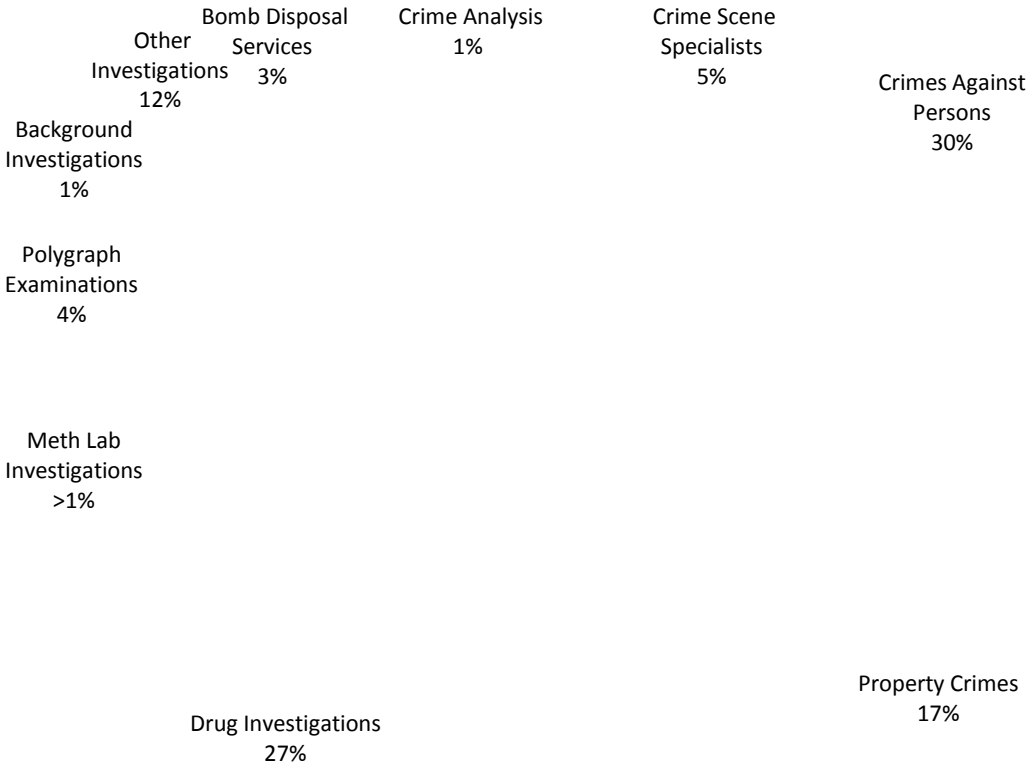 Bomb Disposal
Services
3%
Crime Analysis
1%
Crime Scene
Specialists
5%
Crimes Against
Persons
30%
Other
Investigations
12%
Background
Investigations
1%
Polygraph
Examinations
4%
Meth Lab
Investigations
>1%
Property Crimes
17%
Drug Investigations
27%